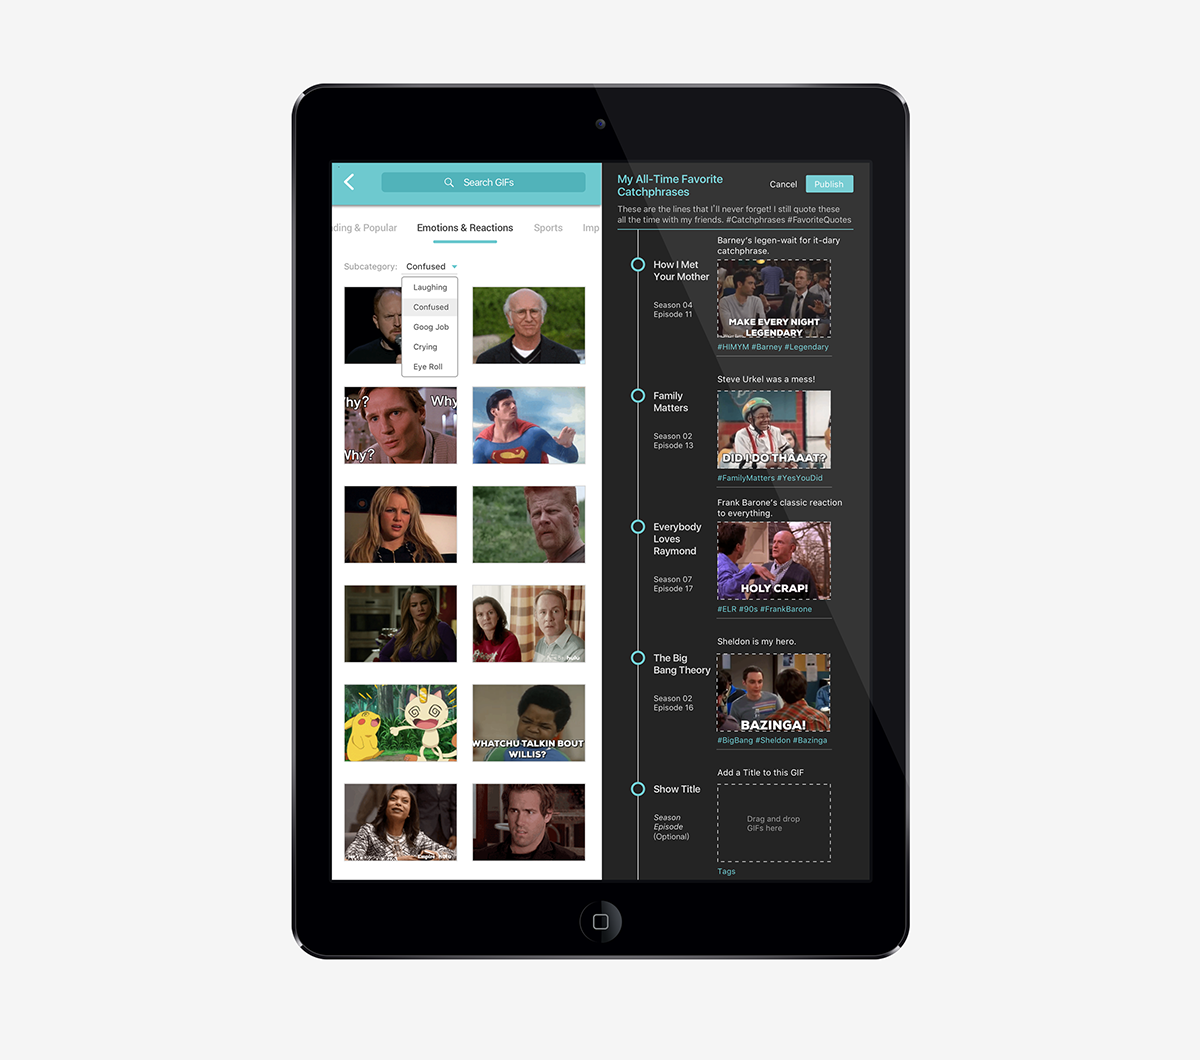 Search GIFs
ding & Popular
Emotions & Reactions
Sports
Imp
Subcategory:
Confused
Laughing
Confused
Goog Job
Crying
Eye Roll
hy?
Why
Why?
hulu
WHATCHU TALKIN BOUT
WILLIS?
Empire
hulu
My All-Time Favorite
Catchphrases
Cancel
Publish
These are the lines that I'll never forget! I still quote these
all the time with my friends. #Catchphrases #FavoriteQuotes
How I Met
Your Mother
Season 04
Episode 11
Barney's legen-wait for it-dary
catchphrase.
MAKE EVERY NIGHT
LEGENDARY
#HIMYM #Barney #Legendary
Family
Matters
Season 02
Episode 13
Steve Urkel was a mess!
DID I DO THAAAT?
#FamilyMatters #YesYouDid
Everybody
Loves
Raymond
Season 07
Episode 17
Frank Barone's classic reaction
to everything.
HOLY CRAP!
#ELR #90s #FrankBarone
The Big
Bang Theory
Season 02
Episode 16
Sheldon is my hero.
BAZINGA!
#BigBang #Sheldon #Bazinga
Show Title
Season
Episode
(Optional)
Add a Title to this GIF
Drag and drop
GIFs here
Tags